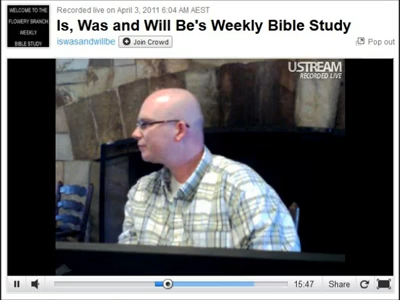 WELCOME TO THE
FLOWERY BRANCH
WEEKLY
BIBLE STUDY
Recorded live on April 3, 2011 6:04 AM AEST
Is, Was and Will Be's Weekly Bible Study
iswasandwillbe
Join Crowd
Pop out
USTREAM
RECORDED LIVE
15:47
Share